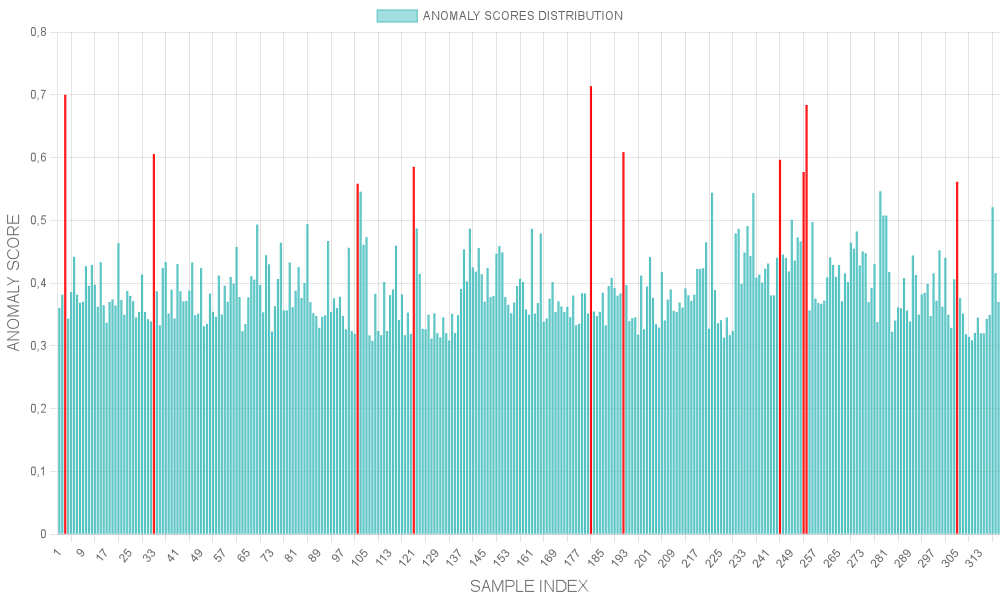 ANOMALY SCORES DISTRIBUTION
0,8
0,7
0,6
0,5
0,4
0,3
0,2
0,1
0
ANOMALY SCORE
1 9 17 25 33 41 49 57 65 73 81 89 97 105 113 121 129 137 145 153 161 169 177 185 193 201 209 217 225 233 241 249 257 265 273 281 289 297 305 313
SAMPLE INDEX